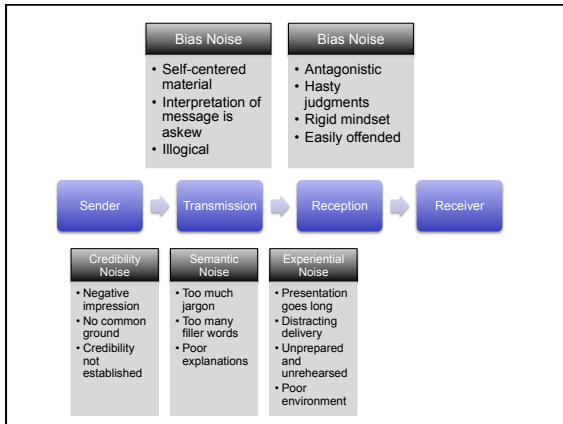 Bias Noise
• Self-centered
material
• Interpretation of
message is
askew
• Illogical
Bias Noise
• Antagonistic
• Hasty
judgments
• Rigid mindset
• Easily offended
Sender
Transmission
Reception
Receiver
Credibility
Noise
• Negative
impression
• No common
ground
• Credibility
not
established
Semantic
Noise
• Too much
jargon
• Too many
filler words
• Poor
explanations
Experiential
Noise
• Presentation
goes long
• Distracting
delivery
• Unprepared
and
unrehearsed
• Poor
environment